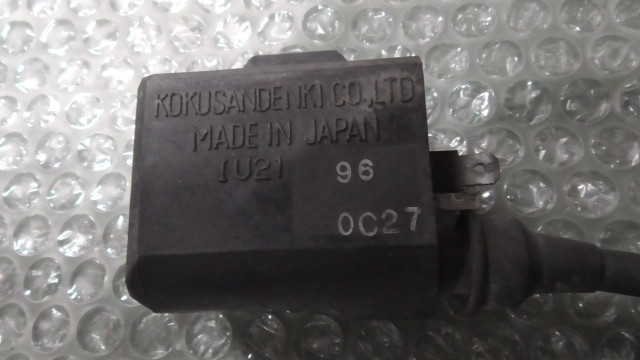 KOKUSANDENKI CO.,LTD
MADE IN JAPAN
IU21 96
0C27